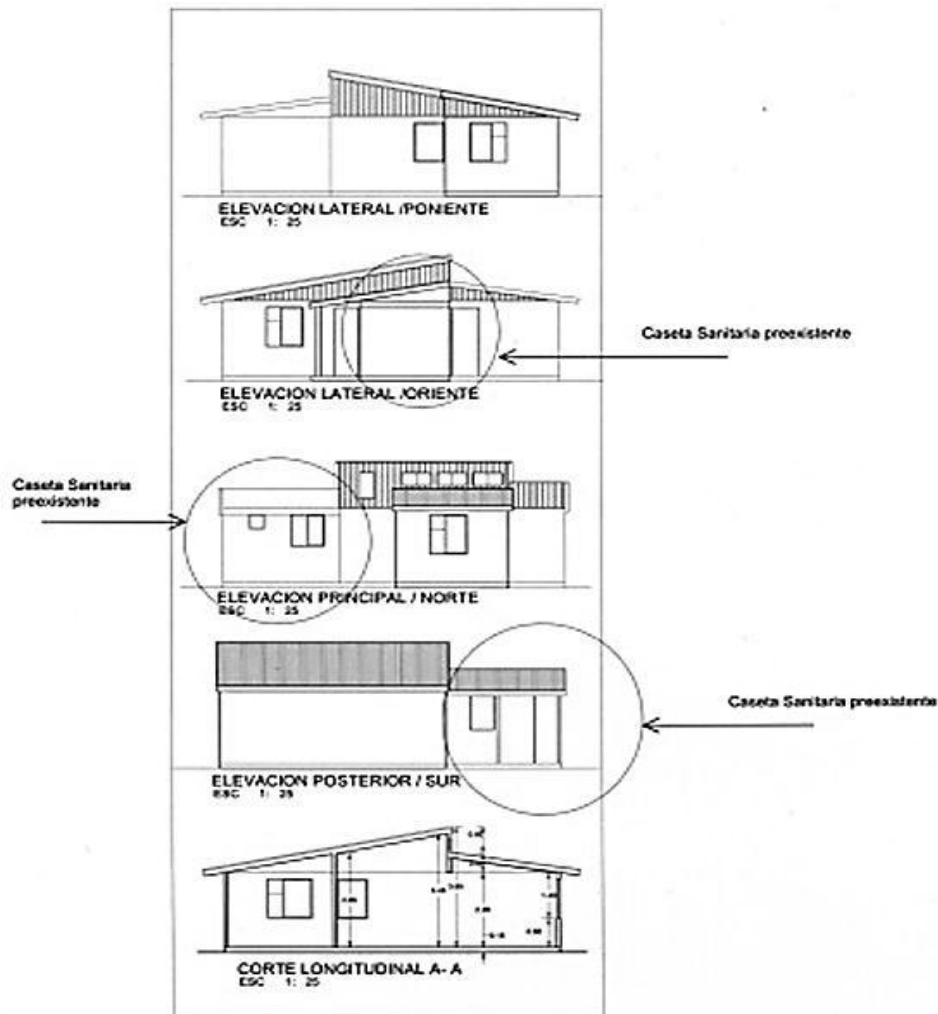 ELEVACION LATERAL /PONIENTE
ESC 1: 25
Caseta Sanitaria preexistente
ELEVACION LATERAL /ORIENTE
ESC 1: 25
Caseta Sanitaria
preexistente
ELEVACION PRINCIPAL / NORTE
ESC 1: 25
Caseta Sanitaria preexistente
ELEVACION POSTERIOR / SUR
ESC 1: 25
CORTE LONGITUDINAL A- A
ESC 1: 25